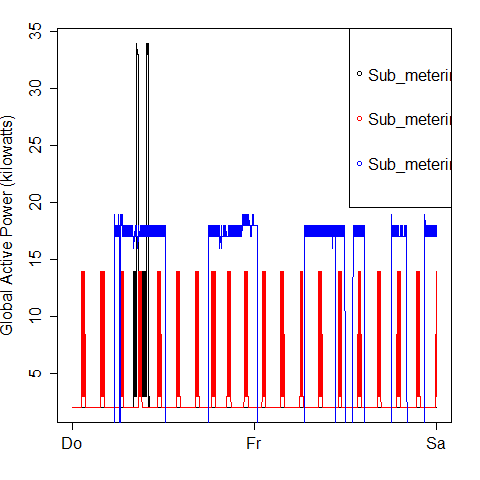 Global Active Power (kilowatts)
35
30
25
20
15
10
5
Do
Fr
Sa
Sub_meterin
Sub_meterin
Sub_meterin